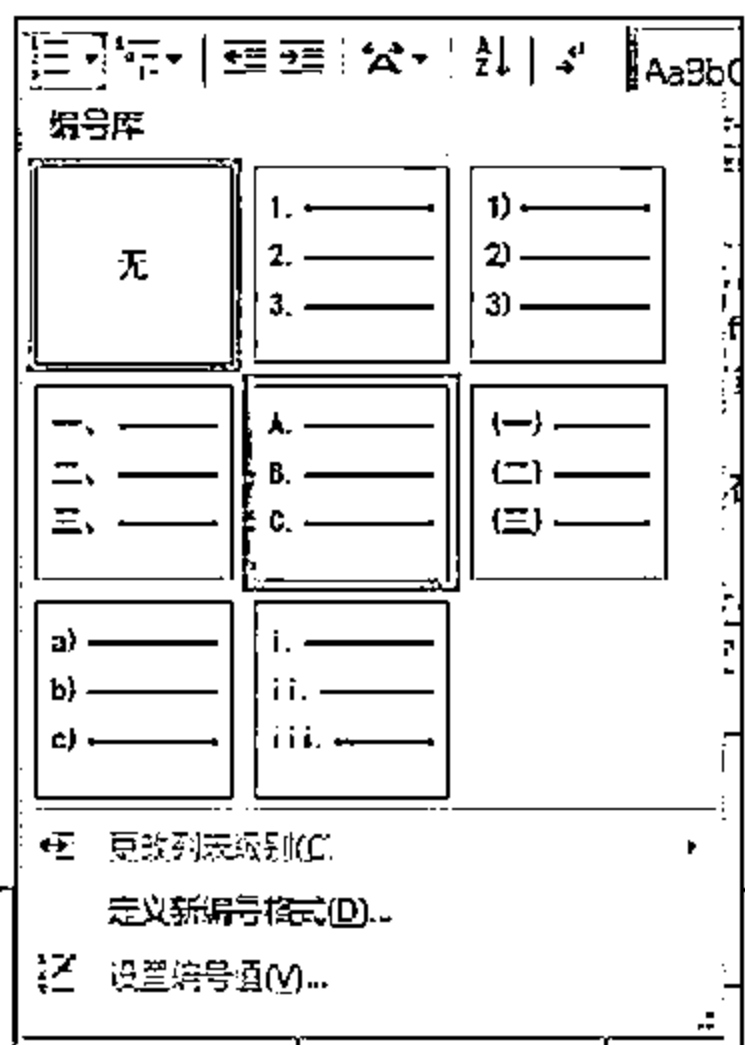 AaBbC
编号库
无
1.
2.
3.
1)
2)
3)
一、
二、
三、
A.
B.
C.
(一)
(二)
(三)
a)
b)
c)
i.
ii.
iii.
更改列表级别(C)
定义新编号格式(D)...
设置编号值(V)...